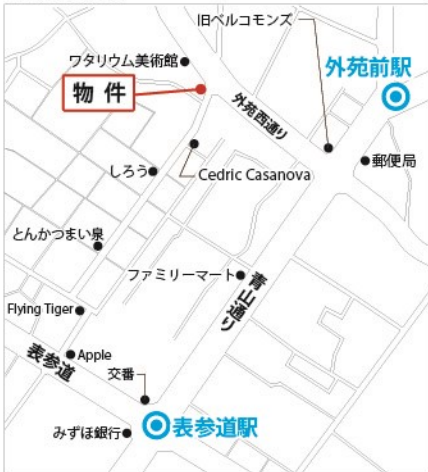 旧ベルコモンズ
ワタリウム美術館
外苑前駅
物件
外苑西通り
郵便局
しろう
Cedric Casanova
とんかつまい泉
ファミリーマート
青山通り
Flying Tiger
表参道
Apple
交番
みずほ銀行
表参道駅